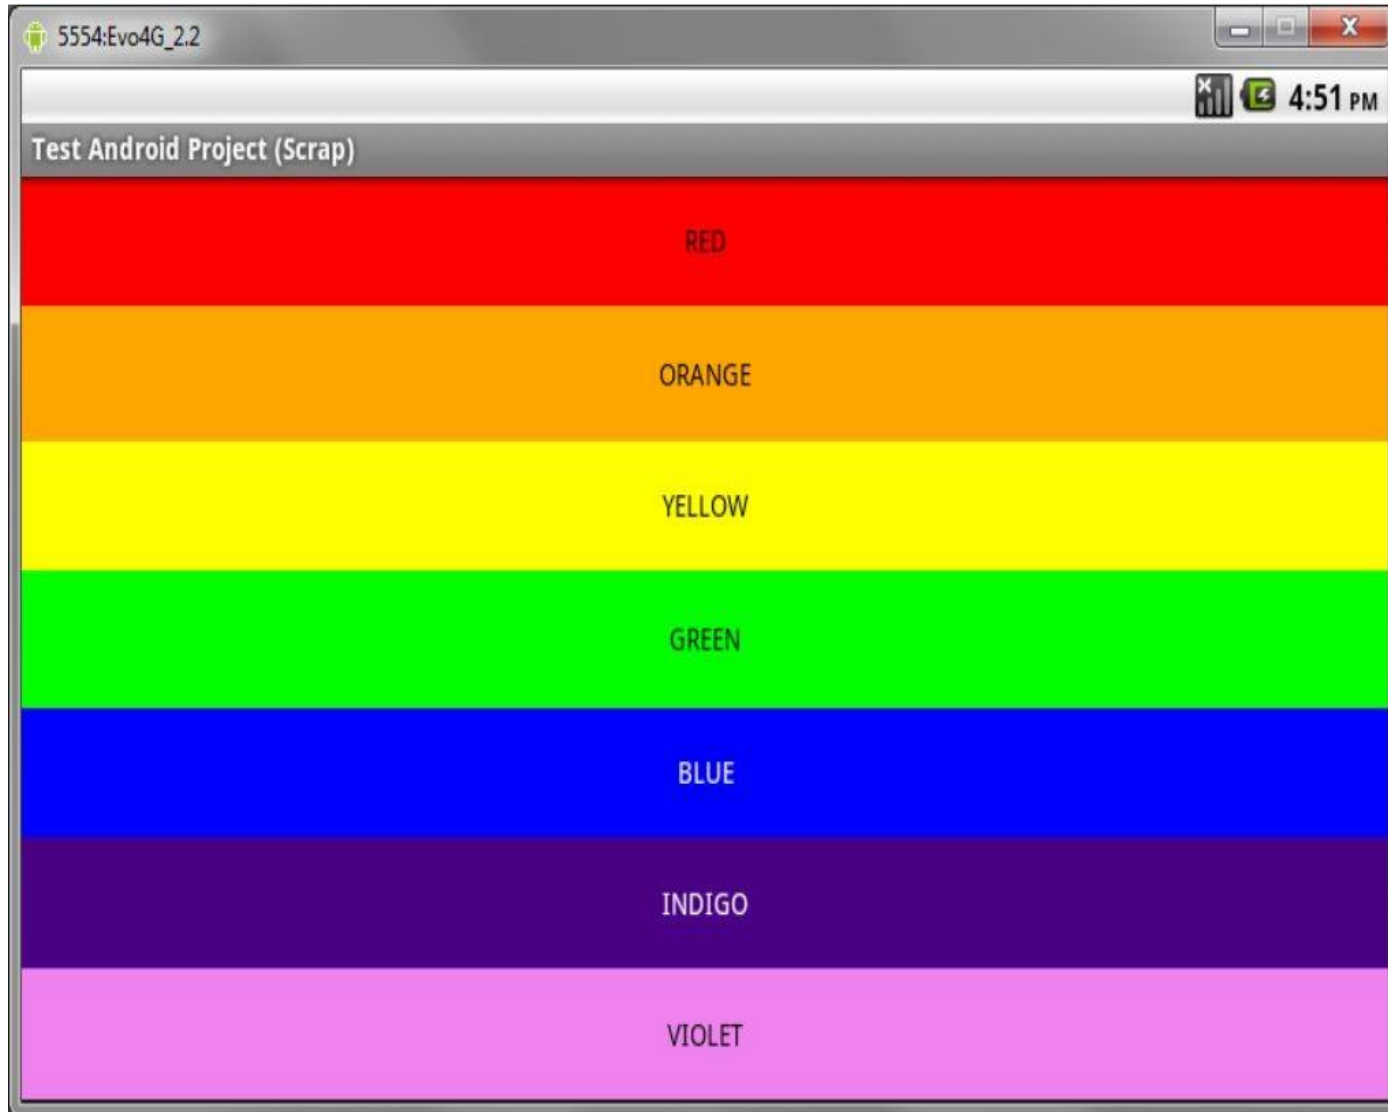 5554:Evo4G_2.2
4:51 PM
Test Android Project (Scrap)
RED
ORANGE
YELLOW
GREEN
BLUE
INDIGO
VIOLET